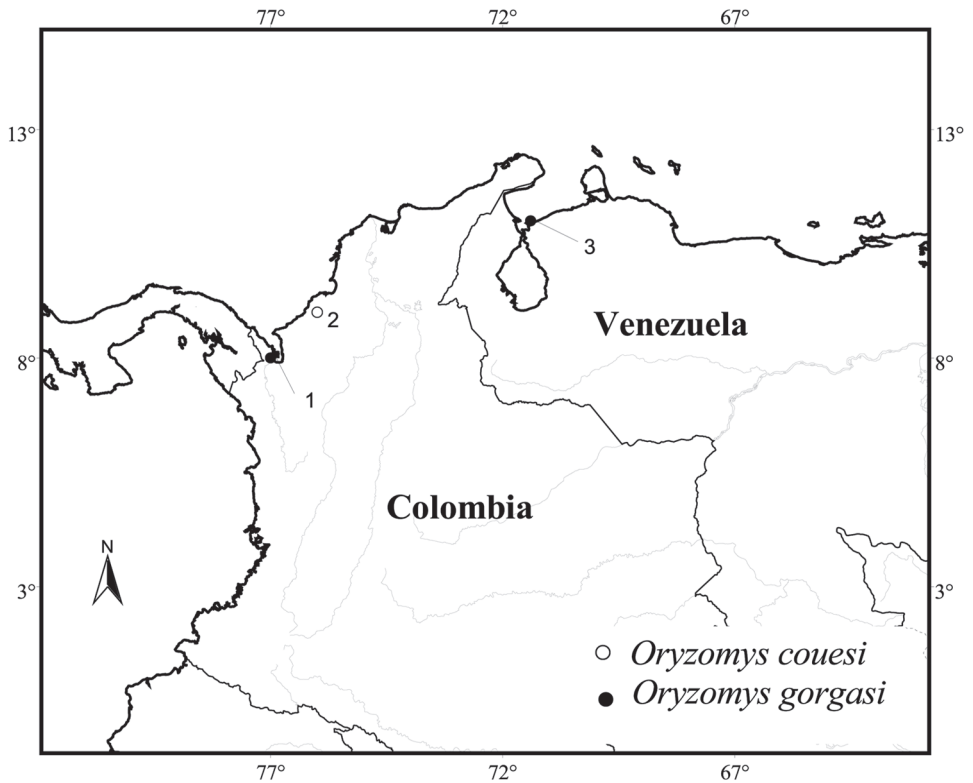 77° 72° 67°
13° 13°
3
2
Venezuela
8° 8°
1
Colombia
N
3° 3°
Oryzomys couesi
Oryzomys gorgasi
77° 72° 67°